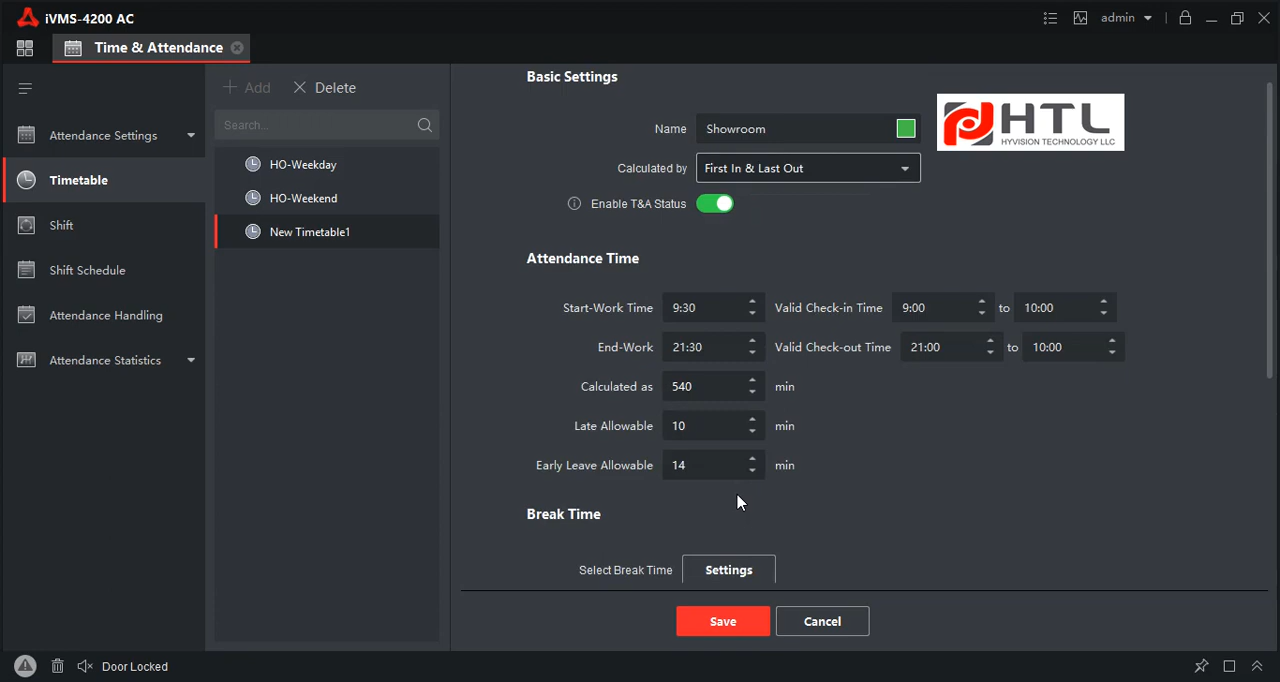 iVMS-4200 AC
admin
Time & Attendance
Add
Delete
Search...
Attendance Settings
Timetable
Shift
Shift Schedule
Attendance Handling
Attendance Statistics
HO-Weekday
HO-Weekend
New Timetable1
Basic Settings
HTL
HYVISION TECHNOLOGY LLC
Name Showroom
Calculated by First In & Last Out
Enable T&A Status
Attendance Time
Start-Work Time 9:30 Valid Check-in Time 9:00 to 10:00
End-Work 21:30 Valid Check-out Time 21:00 to 10:00
Calculated as 540 min
Late Allowable 10 min
Early Leave Allowable 14 min
Break Time
Select Break Time Settings
Save Cancel
Door Locked